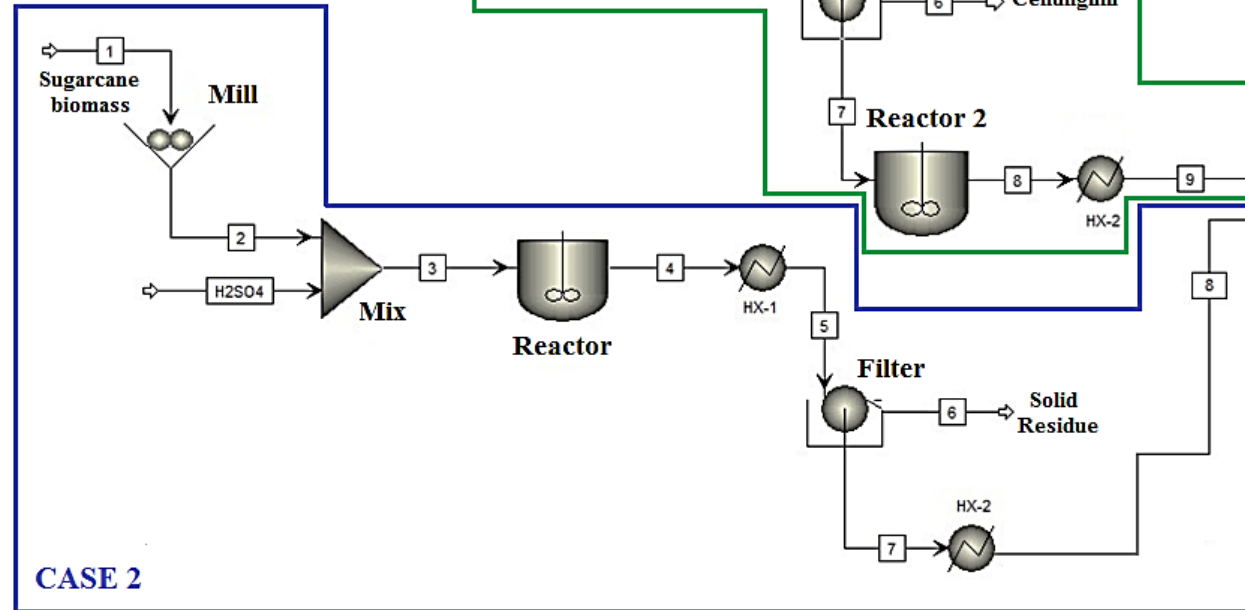 6
1
Sugarcane
biomass
Mill
7
Reactor 2
8
HX-2
9
2
H2SO4
Mix
3
Reactor
4
HX-1
5
8
Filter
6
Solid
Residue
7
HX-2
CASE 2